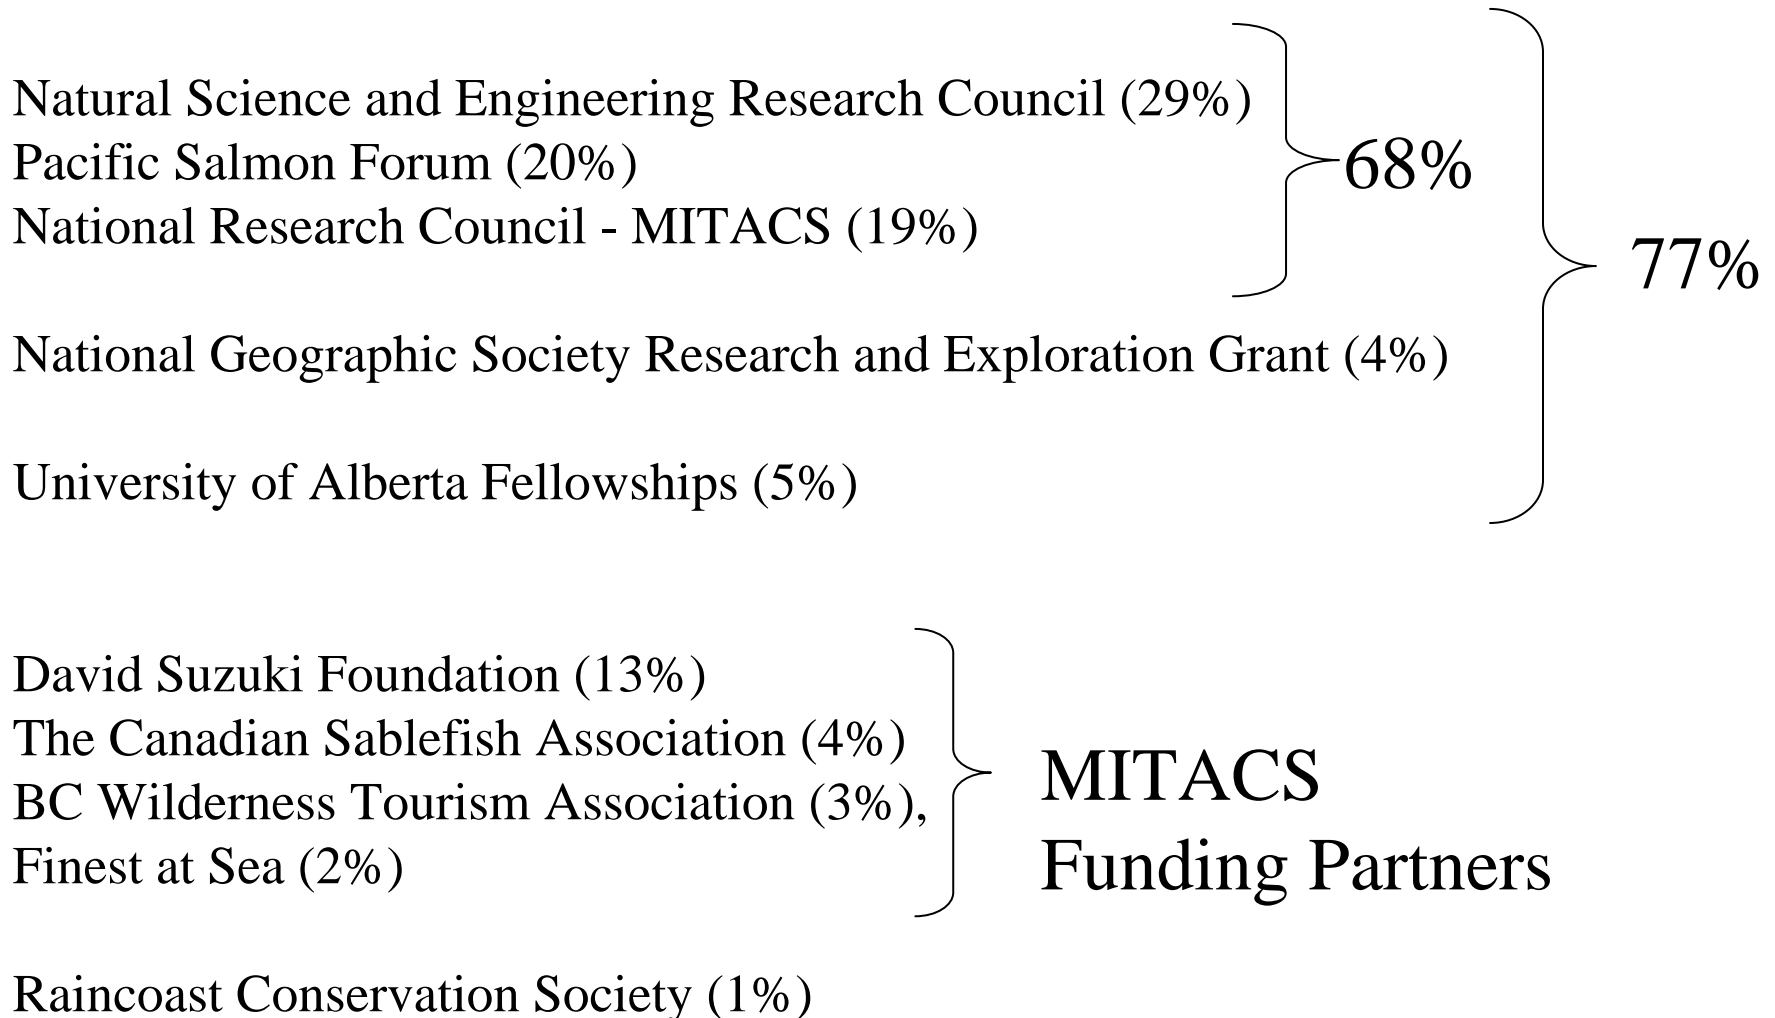 Natural Science and Engineering Research Council (29%)
Pacific Salmon Forum (20%)
National Research Council - MITACS (19%)
68%
77%
National Geographic Society Research and Exploration Grant (4%)
University of Alberta Fellowships (5%)
David Suzuki Foundation (13%)
The Canadian Sablefish Association (4%)
BC Wilderness Tourism Association (3%),
Finest at Sea (2%)
MITACS
Funding Partners
Raincoast Conservation Society (1%)